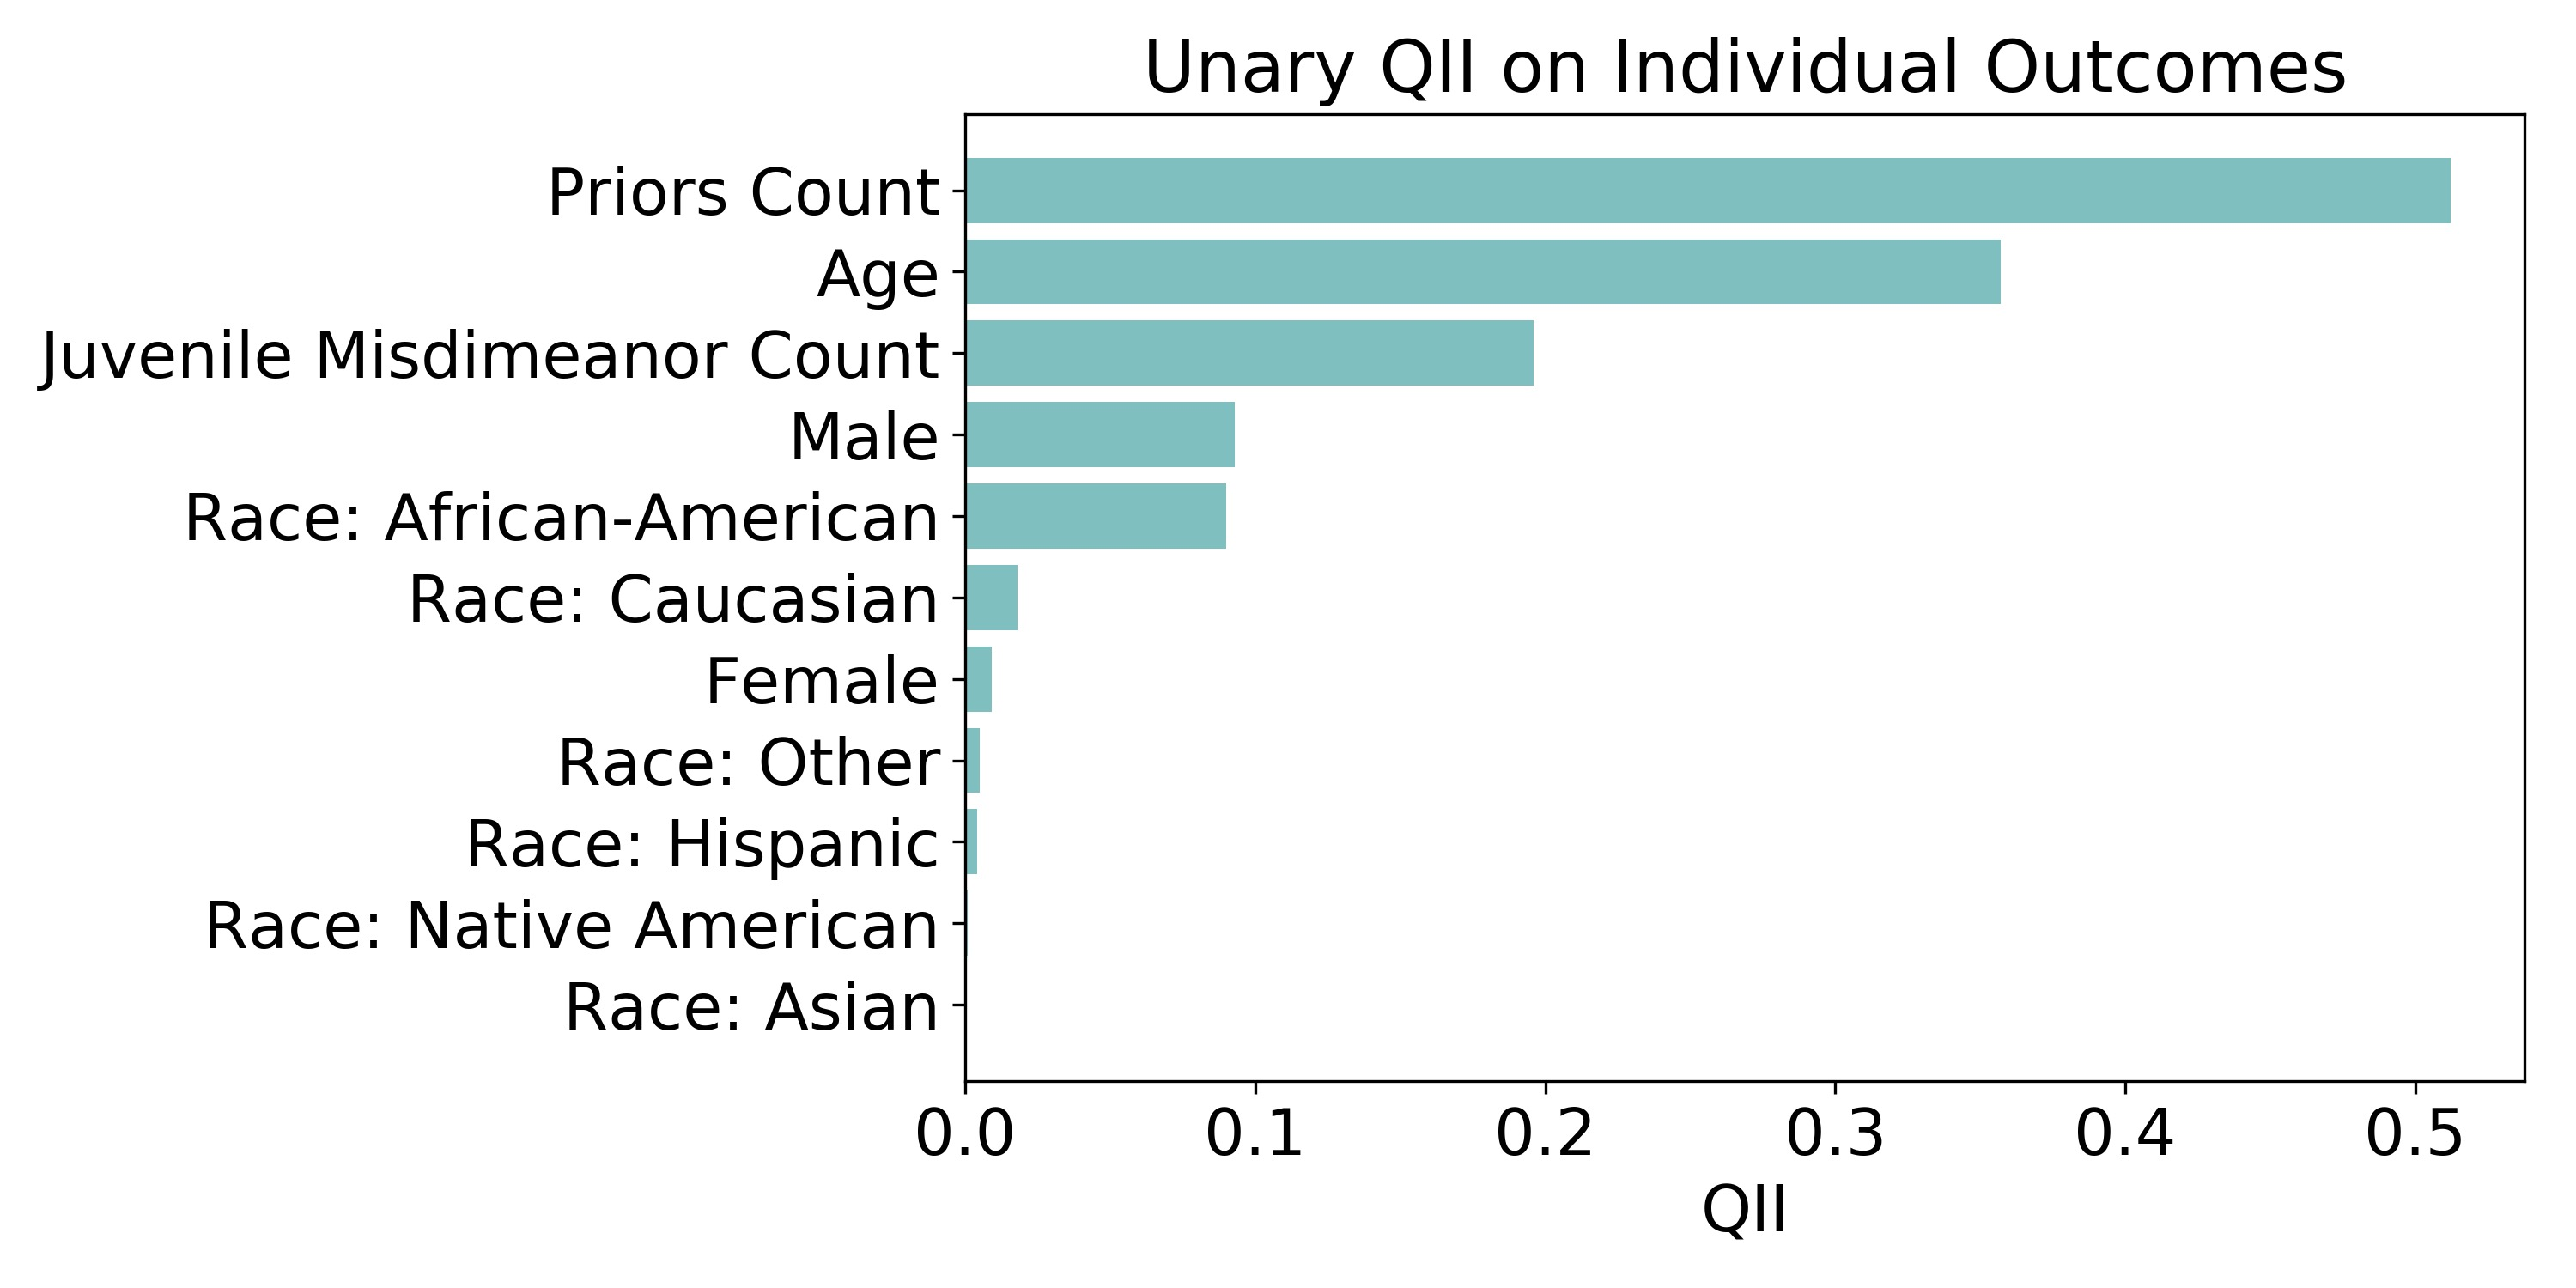 Unary QII on Individual Outcomes
Priors Count
Age
Juvenile Misdimeanor Count
Male
Race: African-American
Race: Caucasian
Female
Race: Other
Race: Hispanic
Race: Native American
Race: Asian
0.0 0.1 0.2 0.3 0.4 0.5
QII